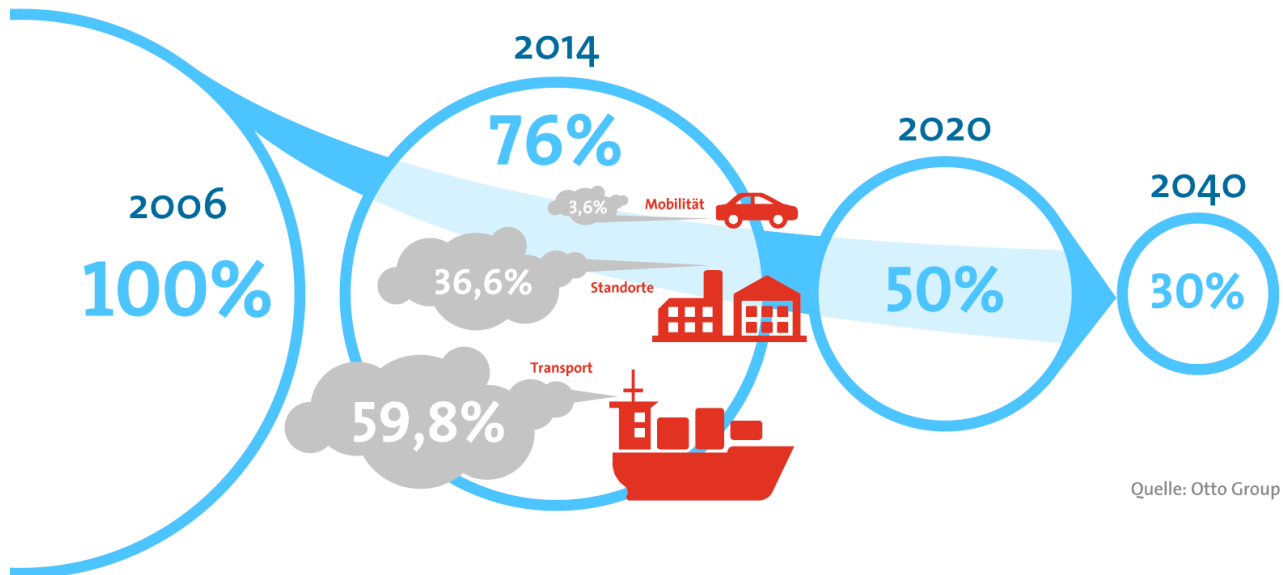 2006
100%
2014
76%
3,6%
Mobilität
36,6%
Standorte
Transport
59,8%
2020
50%
2040
30%
Quelle: Otto Group